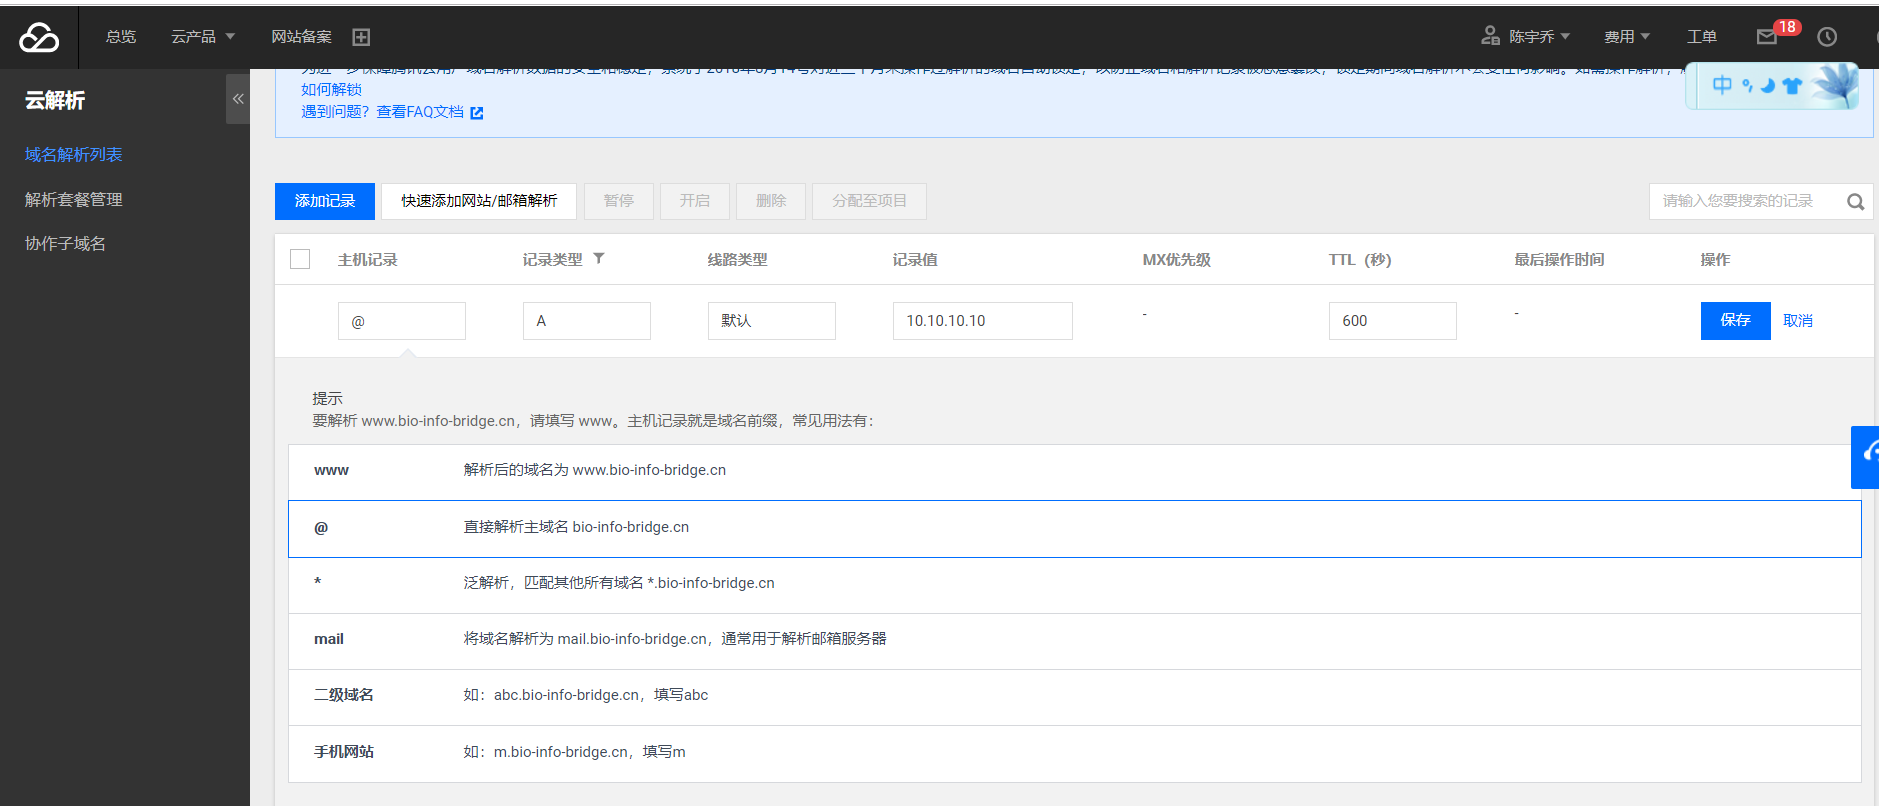 总览 云产品 网站备案 陈宇乔 费用 工单 18
云解析
域名解析列表
解析套餐管理
协作子域名
如何解锁
遇到问题？查看FAQ文档
中
添加记录 快速添加网站/邮箱解析 暂停 开启 删除 分配至项目 请输入您要搜索的记录
主机记录 记录类型 线路类型 记录值 MX优先级 TTL（秒） 最后操作时间 操作
@ A 默认 10.10.10.10 - 600 - 保存 取消
提示
要解析 www.bio-info-bridge.cn，请填写 www。主机记录就是域名前缀，常见用法有：
www 解析后的域名为 www.bio-info-bridge.cn
@ 直接解析主域名 bio-info-bridge.cn
* 泛解析，匹配其他所有域名 *.bio-info-bridge.cn
mail 将域名解析为 mail.bio-info-bridge.cn，通常用于解析邮箱服务器
二级域名 如：abc.bio-info-bridge.cn，填写abc
手机网站 如：m.bio-info-bridge.cn，填写m